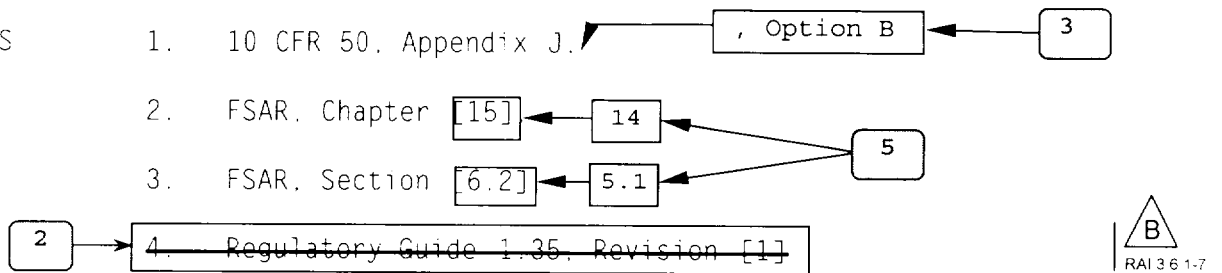 S 1. 10 CFR 50, Appendix J. , Option B 3
2. FSAR, Chapter [15] 14
5
3. FSAR, Section [6.2] 5.1
2 4. Regulatory Guide 1.35, Revision [1]
B
RAI 3 6 1-7